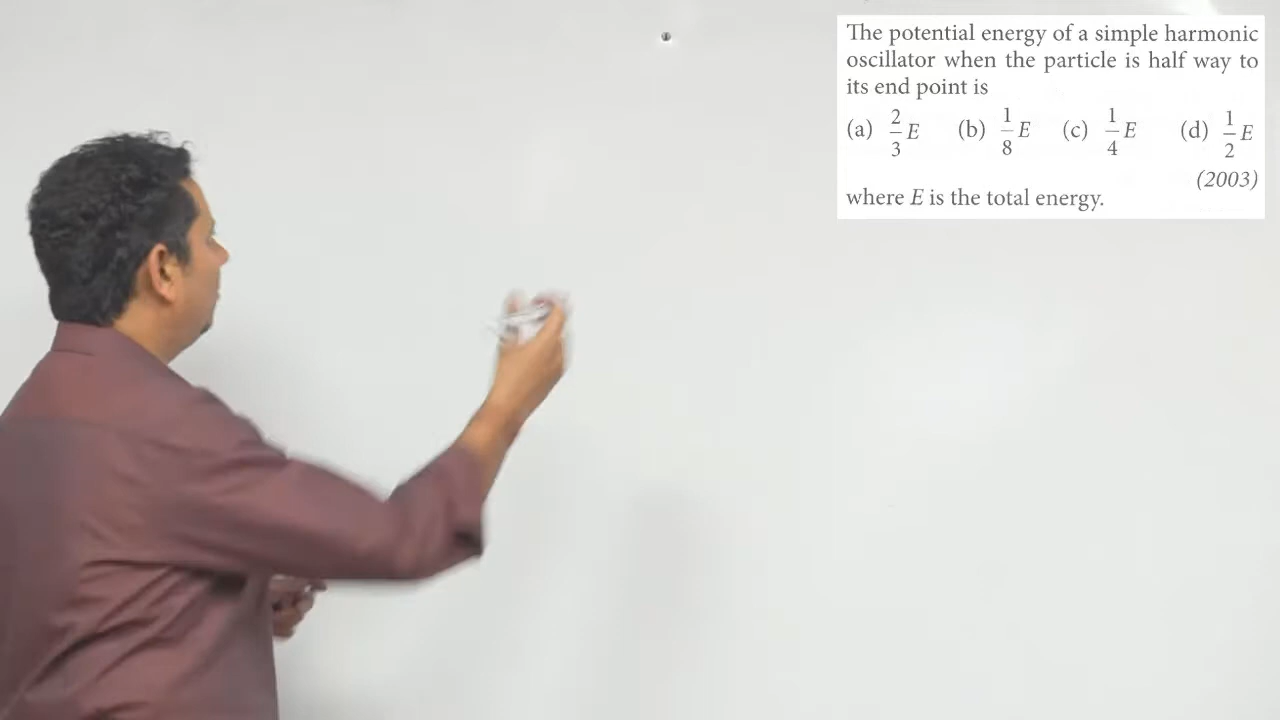 The potential energy of a simple harmonic
oscillator when the particle is half way to
its end point is
(a) 2/3 E (b) 1/8 E (c) 1/4 E (d) 1/2 E
(2003)
where E is the total energy.